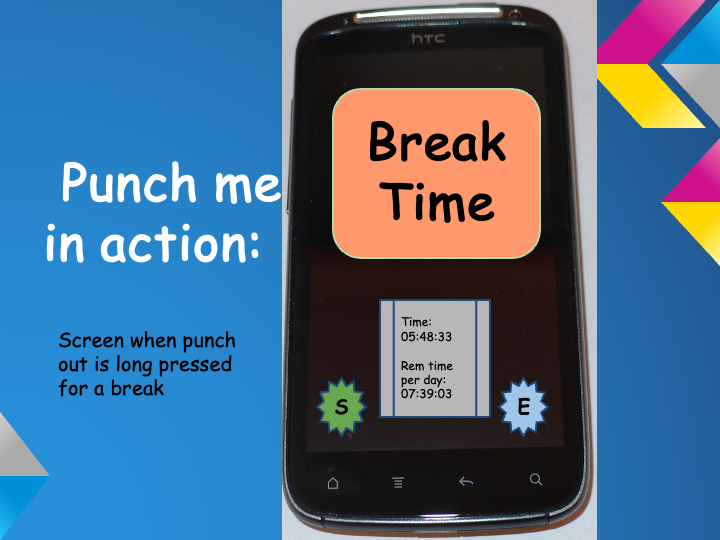 Punch me
in action:
Screen when punch
out is long pressed
for a break
hTC
Break
Time
Time:
05:48:33
Rem time
per day:
07:39:03
S
E